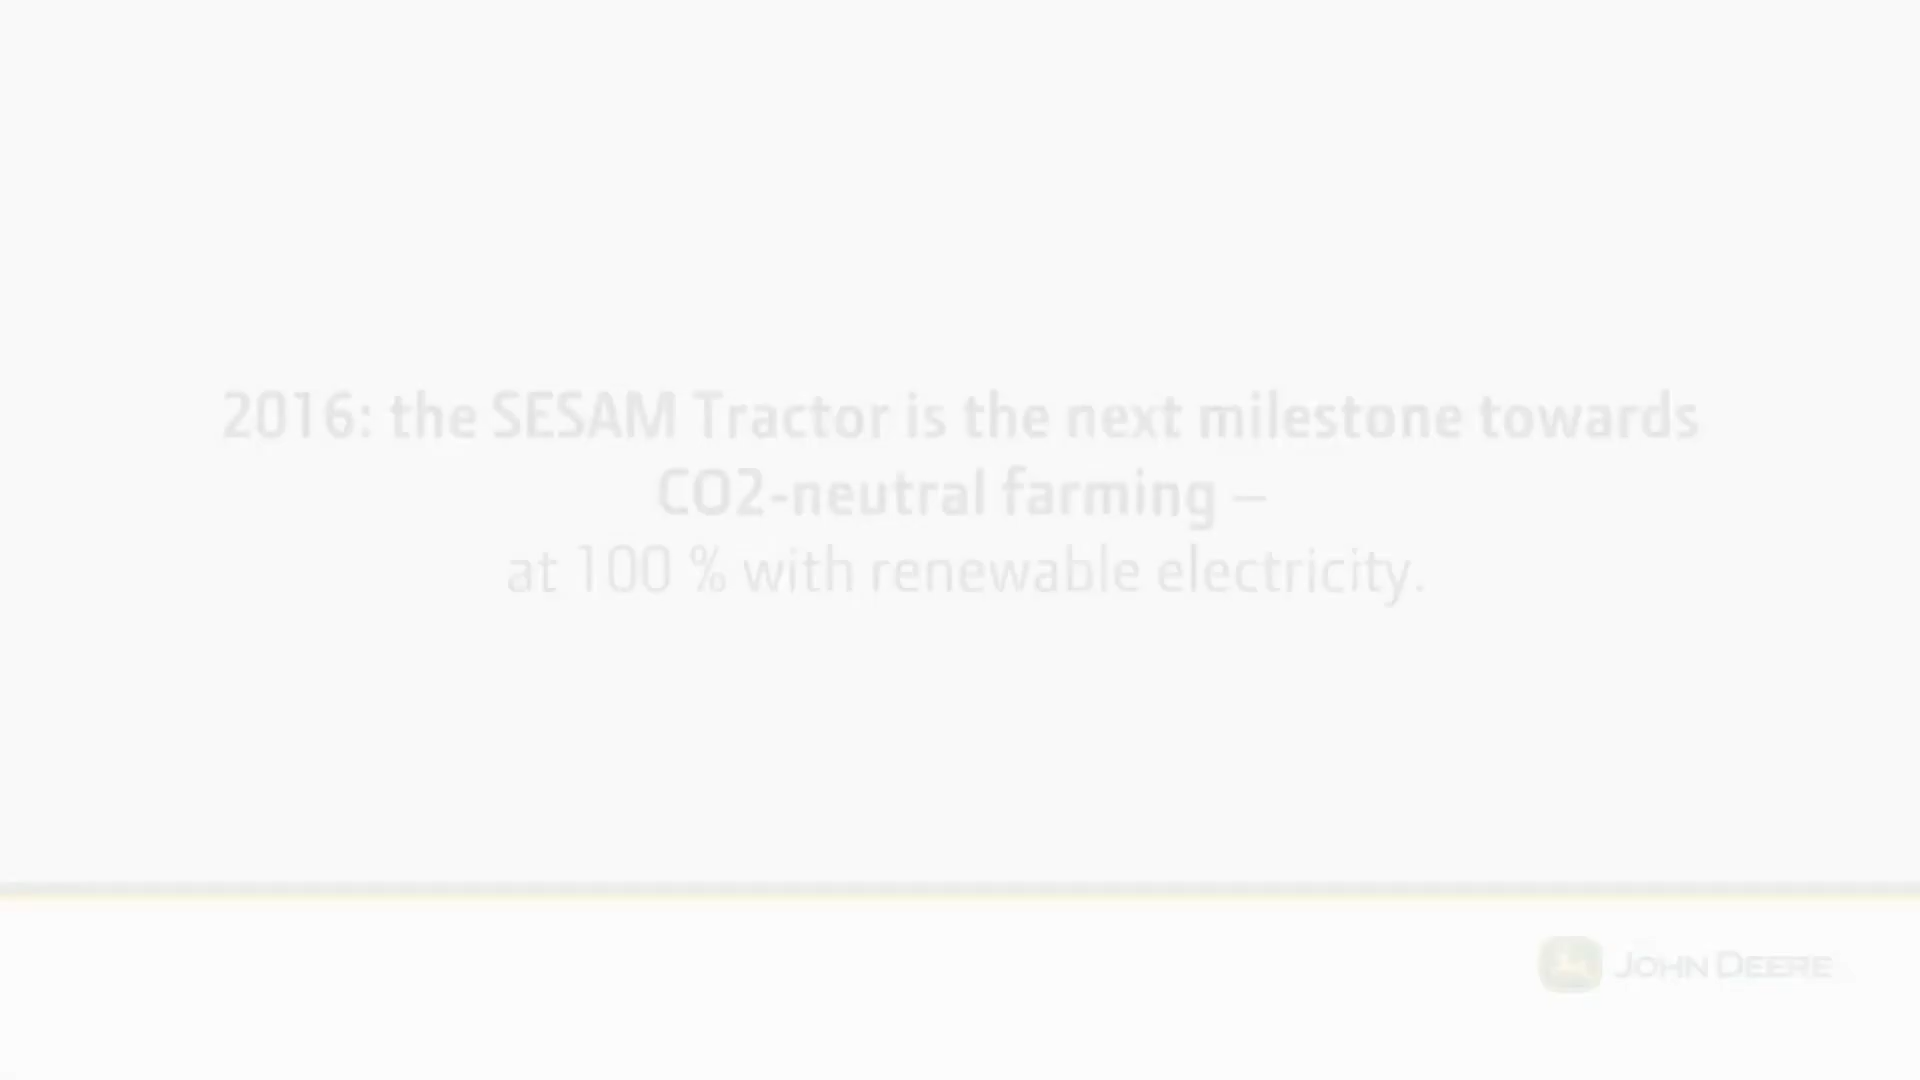 2016: the SESAM Tractor is the next milestone towards
CO2-neutral farming –
at 100 % with renewable electricity.
JOHN DEERE